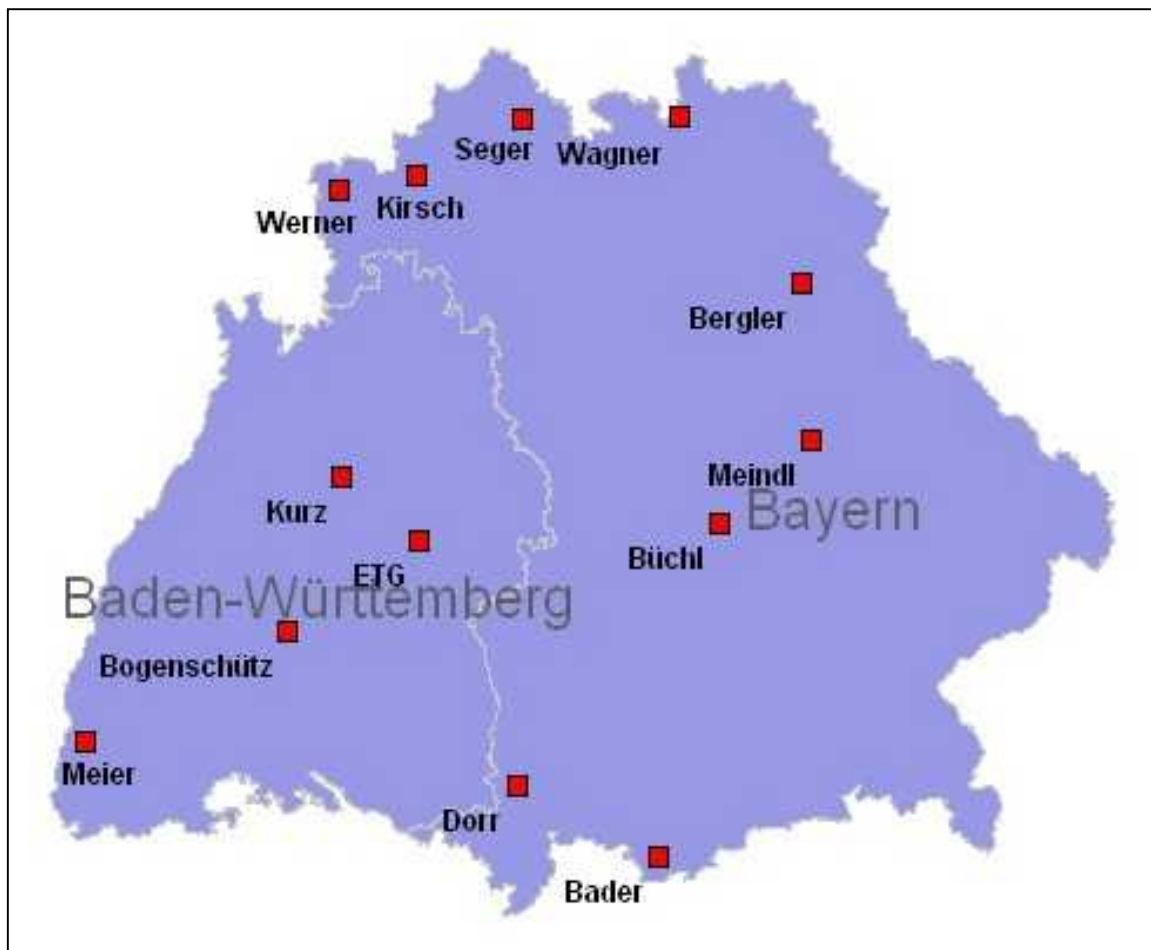 Seger
Wagner
Werner
Kirsch
Bergler
Kurz
Meindl
Bayern
ETG
Büchl
Baden-Württemberg
Bogenschütz
Meier
Dorr
Bader